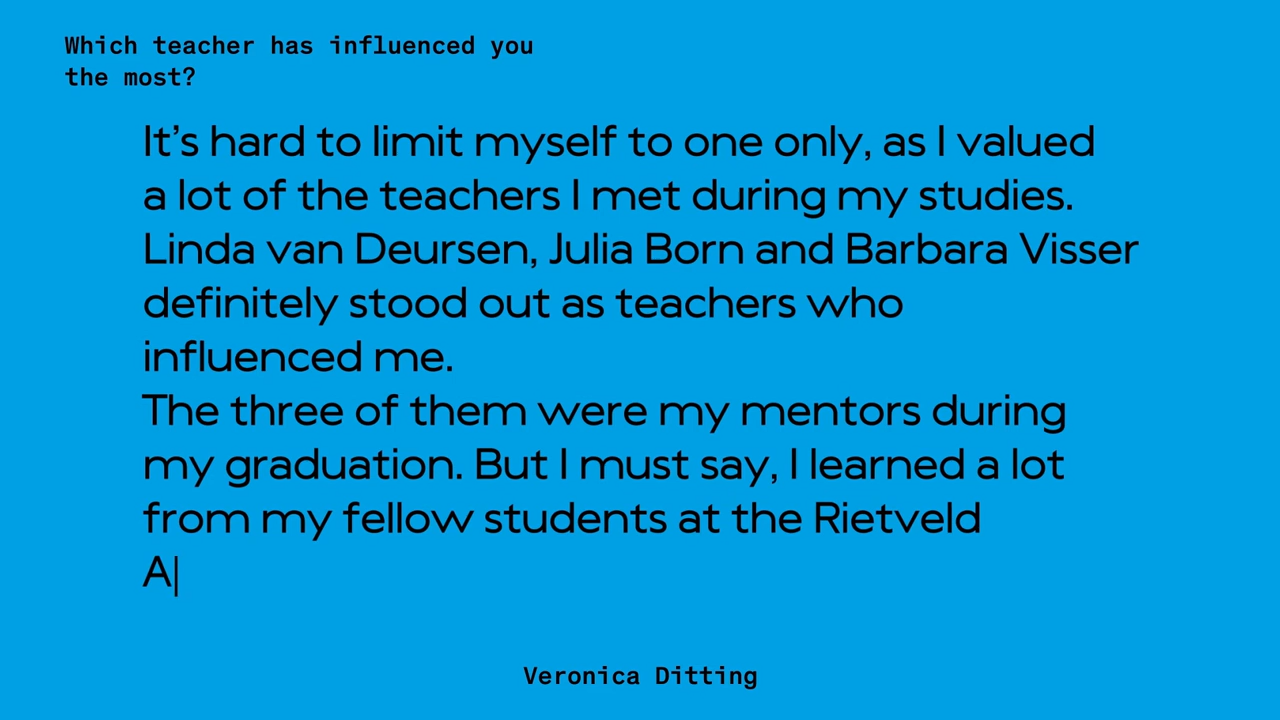 Which teacher has influenced you
the most?
It’s hard to limit myself to one only, as I valued
a lot of the teachers I met during my studies.
Linda van Deursen, Julia Born and Barbara Visser
definitely stood out as teachers who
influenced me.
The three of them were my mentors during
my graduation. But I must say, I learned a lot
from my fellow students at the Rietveld
A|
Veronica Ditting